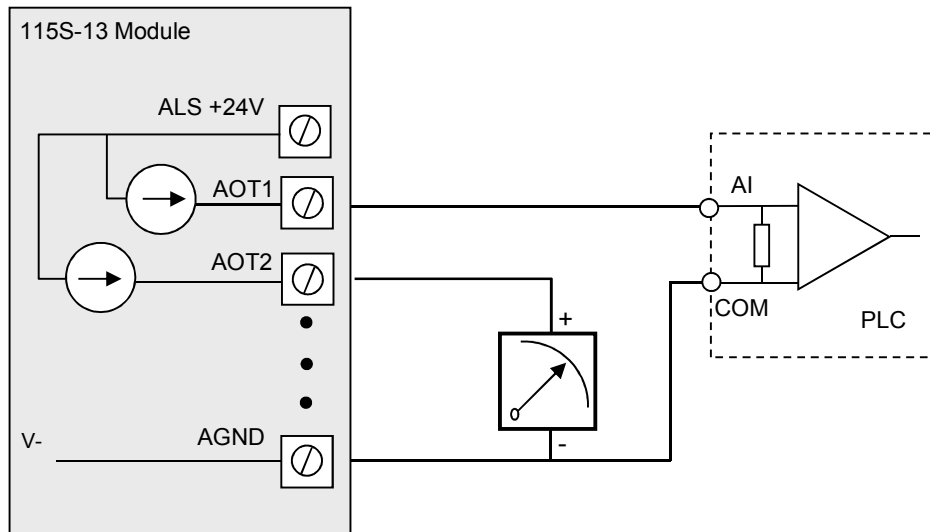 115S-13 Module
ALS +24V
AOT1
AI
AOT2
+
COM
PLC
0
V-
AGND
-